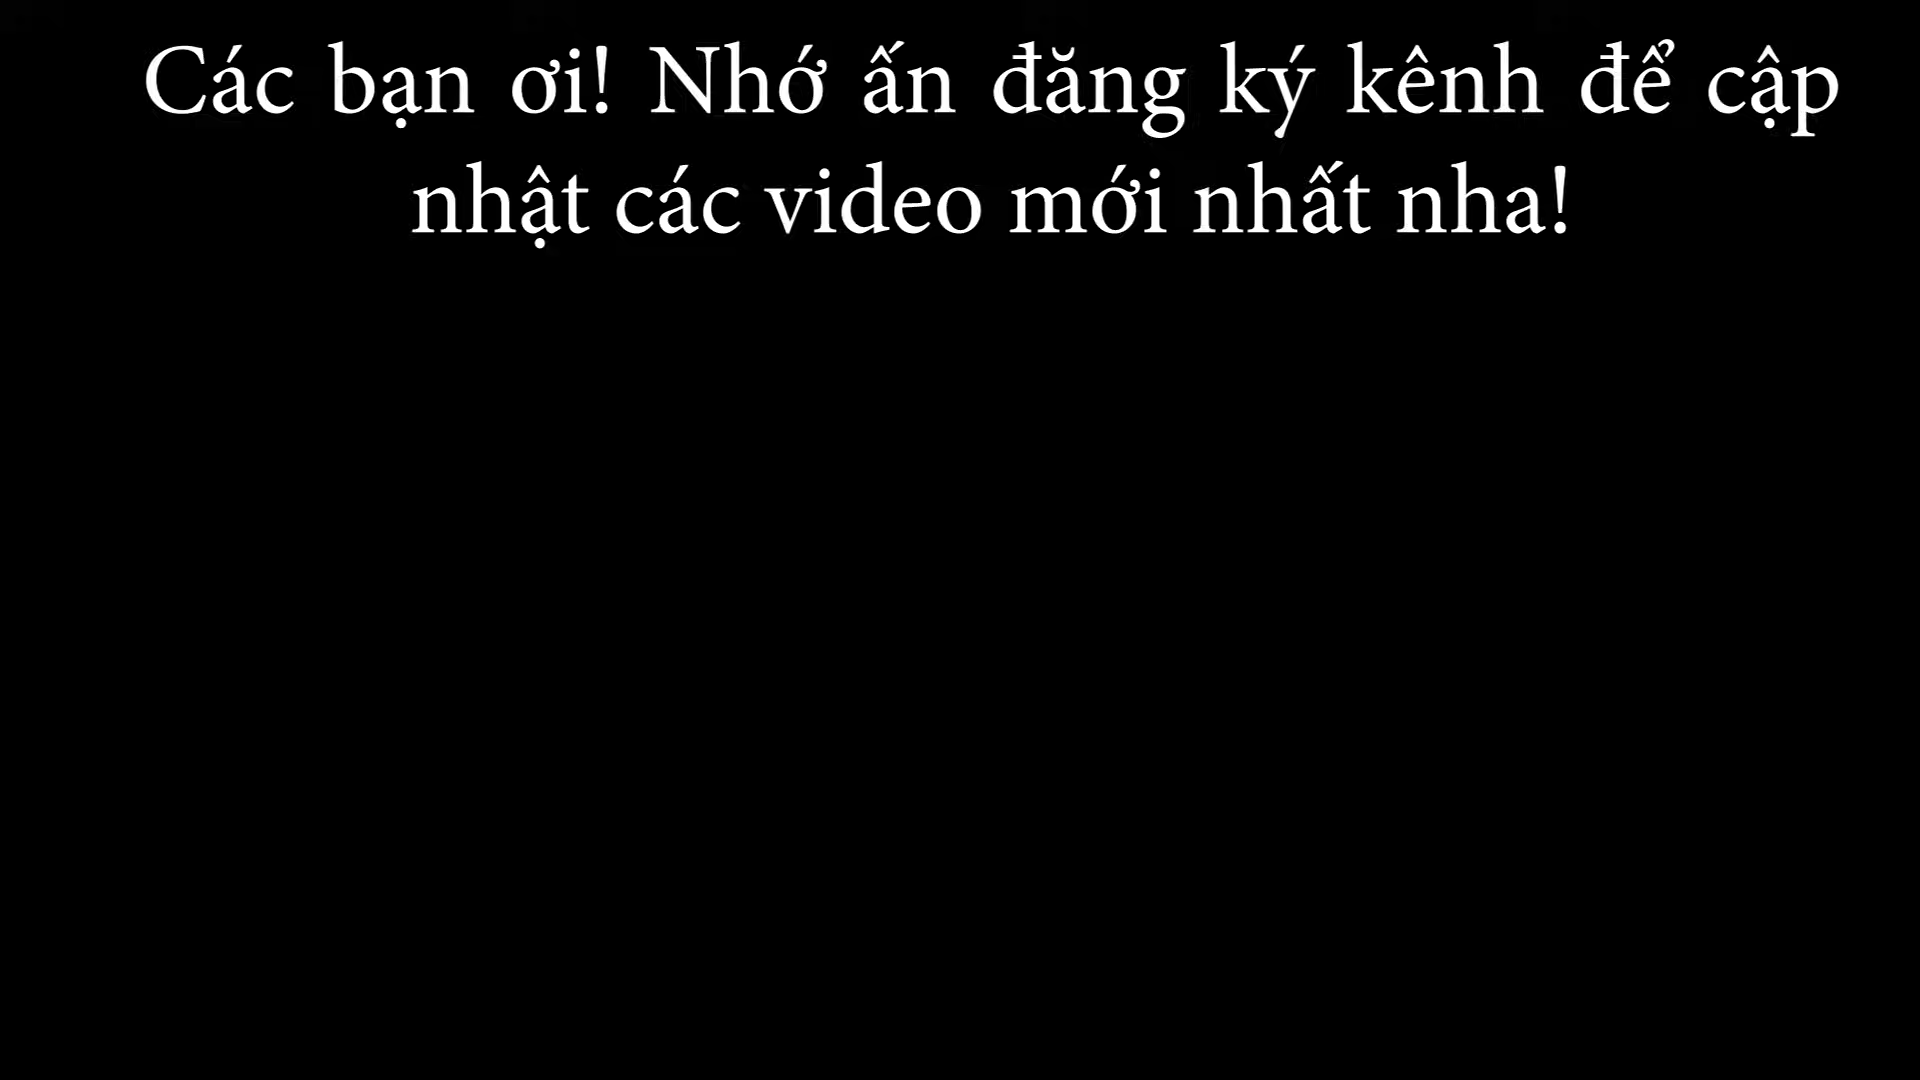 Các bạn ơi! Nhớ ấn đăng ký kênh để cập
nhật các video mới nhất nha!